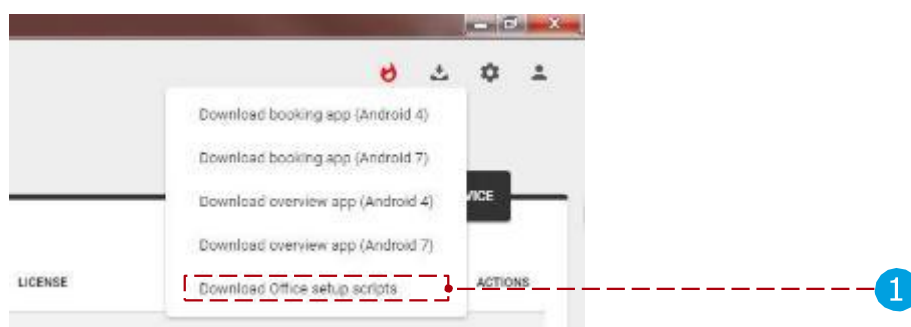 Download booking app (Android 4)
Download booking app (Android 7)
Download overview app (Android 4)
VICE
Download overview app (Android 7)
LICENSE
Download Office setup scripts
ACTIONS
1